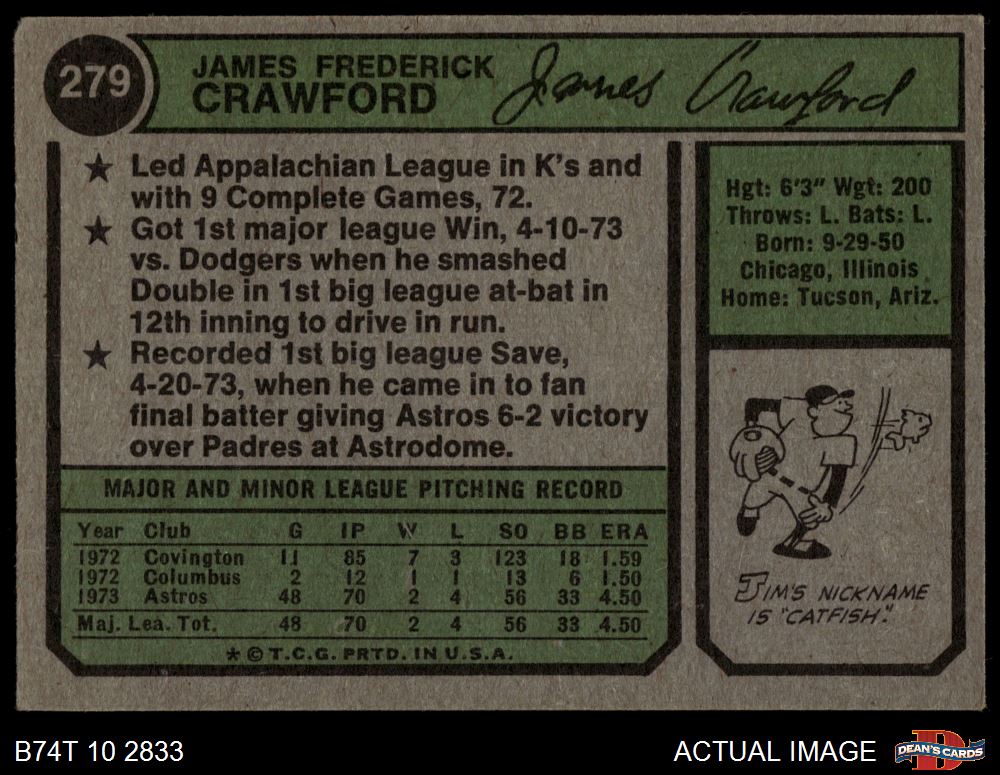 279
JAMES FREDERICK
CRAWFORD
James Crawford
★ Led Appalachian League in K's and
with 9 Complete Games, 72.
★ Got 1st major league Win, 4-10-73
vs. Dodgers when he smashed
Double in 1st big league at-bat in
12th inning to drive in run.
★ Recorded 1st big league Save,
4-20-73, when he came in to fan
final batter giving Astros 6-2 victory
over Padres at Astrodome.
Hgt: 6'3" Wgt: 200
Throws: L. Bats: L.
Born: 9-29-50
Chicago, Illinois
Home: Tucson, Ariz.
JIM'S NICKNAME
IS "CATFISH."
MAJOR AND MINOR LEAGUE PITCHING RECORD
Year Club G IP W L SO BB ERA
1972 Covington 11 85 7 3 123 18 1.59
1972 Columbus 2 12 1 1 13 6 1.50
1973 Astros 48 70 2 4 56 33 4.50
Maj. Lea. Tot. 48 70 2 4 56 33 4.50
★ © T.C.G. PRTD. IN U.S.A.
B74T 10 2833
ACTUAL IMAGE
DEAN'S CARDS